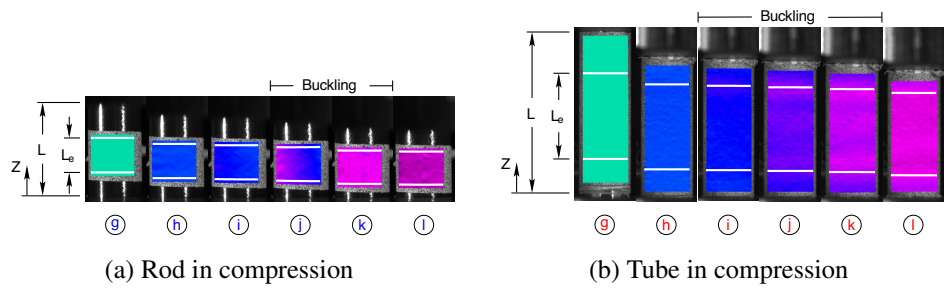 Buckling
L
Le
Z
g h i j k l
(a) Rod in compression
Buckling
L
Le
Z
g h i j k l
(b) Tube in compression